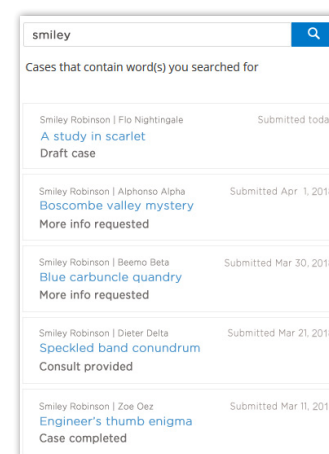 smiley
Cases that contain word(s) you searched for
Smiley Robinson | Flo Nightingale Submitted
A study in scarlet
Draft case
Smiley Robinson | Alphonso Alpha Submitted Apr 1,
Boscombe valley mystery
More info requested
Smiley Robinson | Beemo Beta Submitted Mar 30,
Blue carbuncle quandry
More info requested
Smiley Robinson | Dieter Delta Submitted Mar 21,
Speckled band conundrum
Consult provided
Smiley Robinson | Zoe Oez Submitted Mar 11,
Engineer's thumb enigma
Case completed